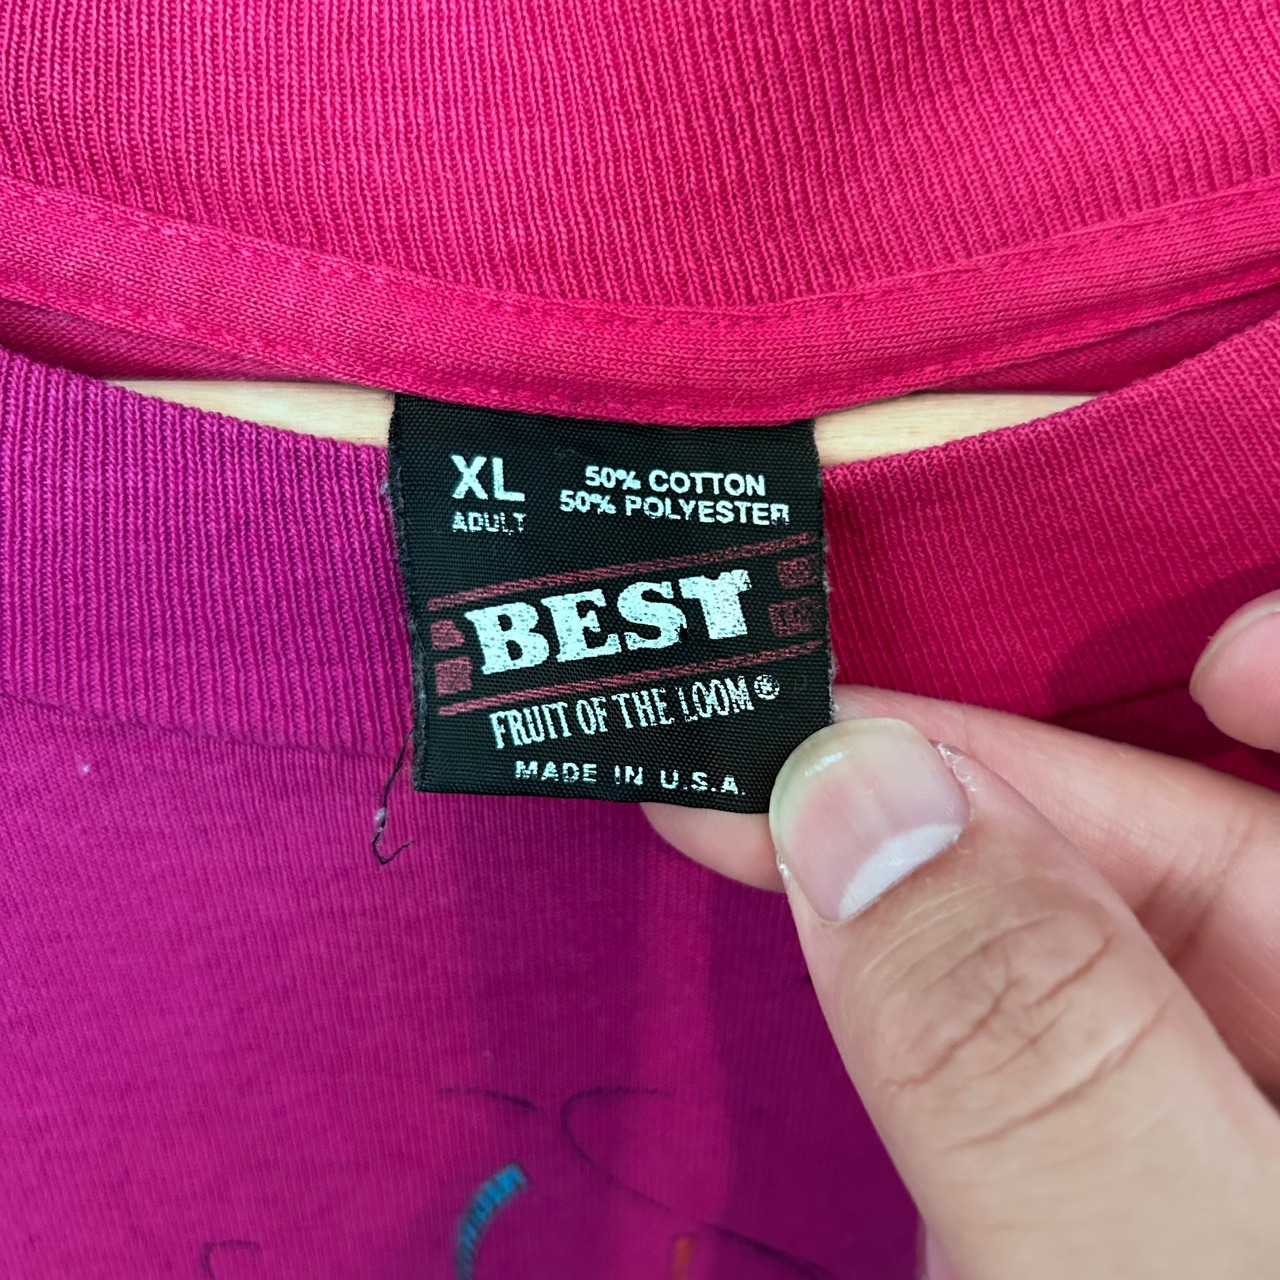 XL
ADULT
50% COTTON
50% POLYESTER
BEST
FRUIT OF THE LOOM®
MADE IN U.S.A.